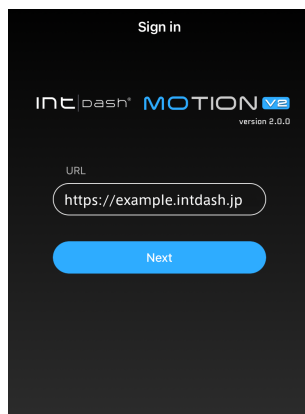 Sign in
intdash® MOTION V2
version 2.0.0
URL
https://example.intdash.jp
Next